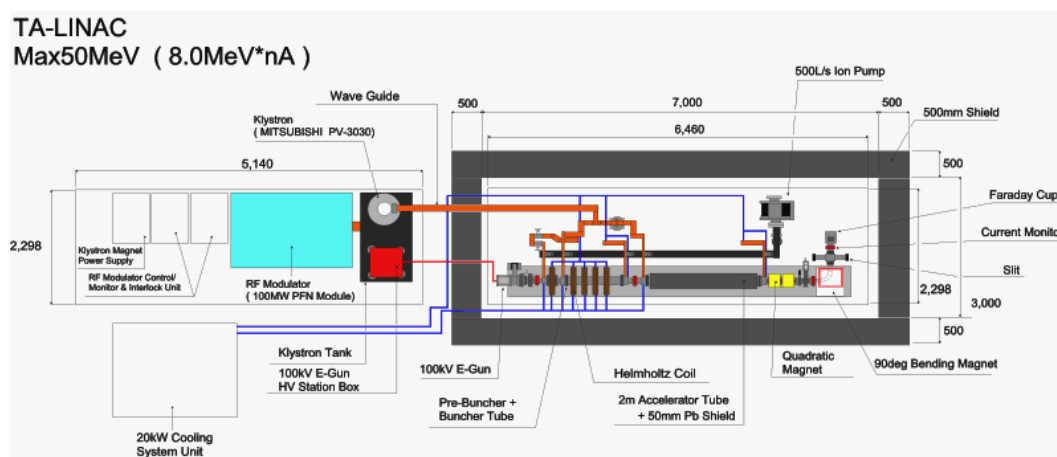 TA-LINAC
Max50MeV ( 8.0MeV*nA )
500L/s Ion Pump
Wave Guide
500
7,000
500
Klystron
( MITSUBISHI PV-3030)
500mm Shield
6,460
5,140
500
Faraday Cup
Current Monito
2,298
Klystron Magnet
Power Supply
Slit
RF Modulator Control/
Monitor & Interlock Unit
RF Modulator
( 100MW PFN Module)
2,298
3,000
500
Klystron Tank
100kV E-Gun
HV Station Box
100kV E-Gun
Helmholtz Coil
Quadratic
Magnet
90deg Bending Magnet
Pre-Buncher +
Buncher Tube
2m Accelerator Tube
+ 50mm Pb Shield
20kW Cooling
System Unit